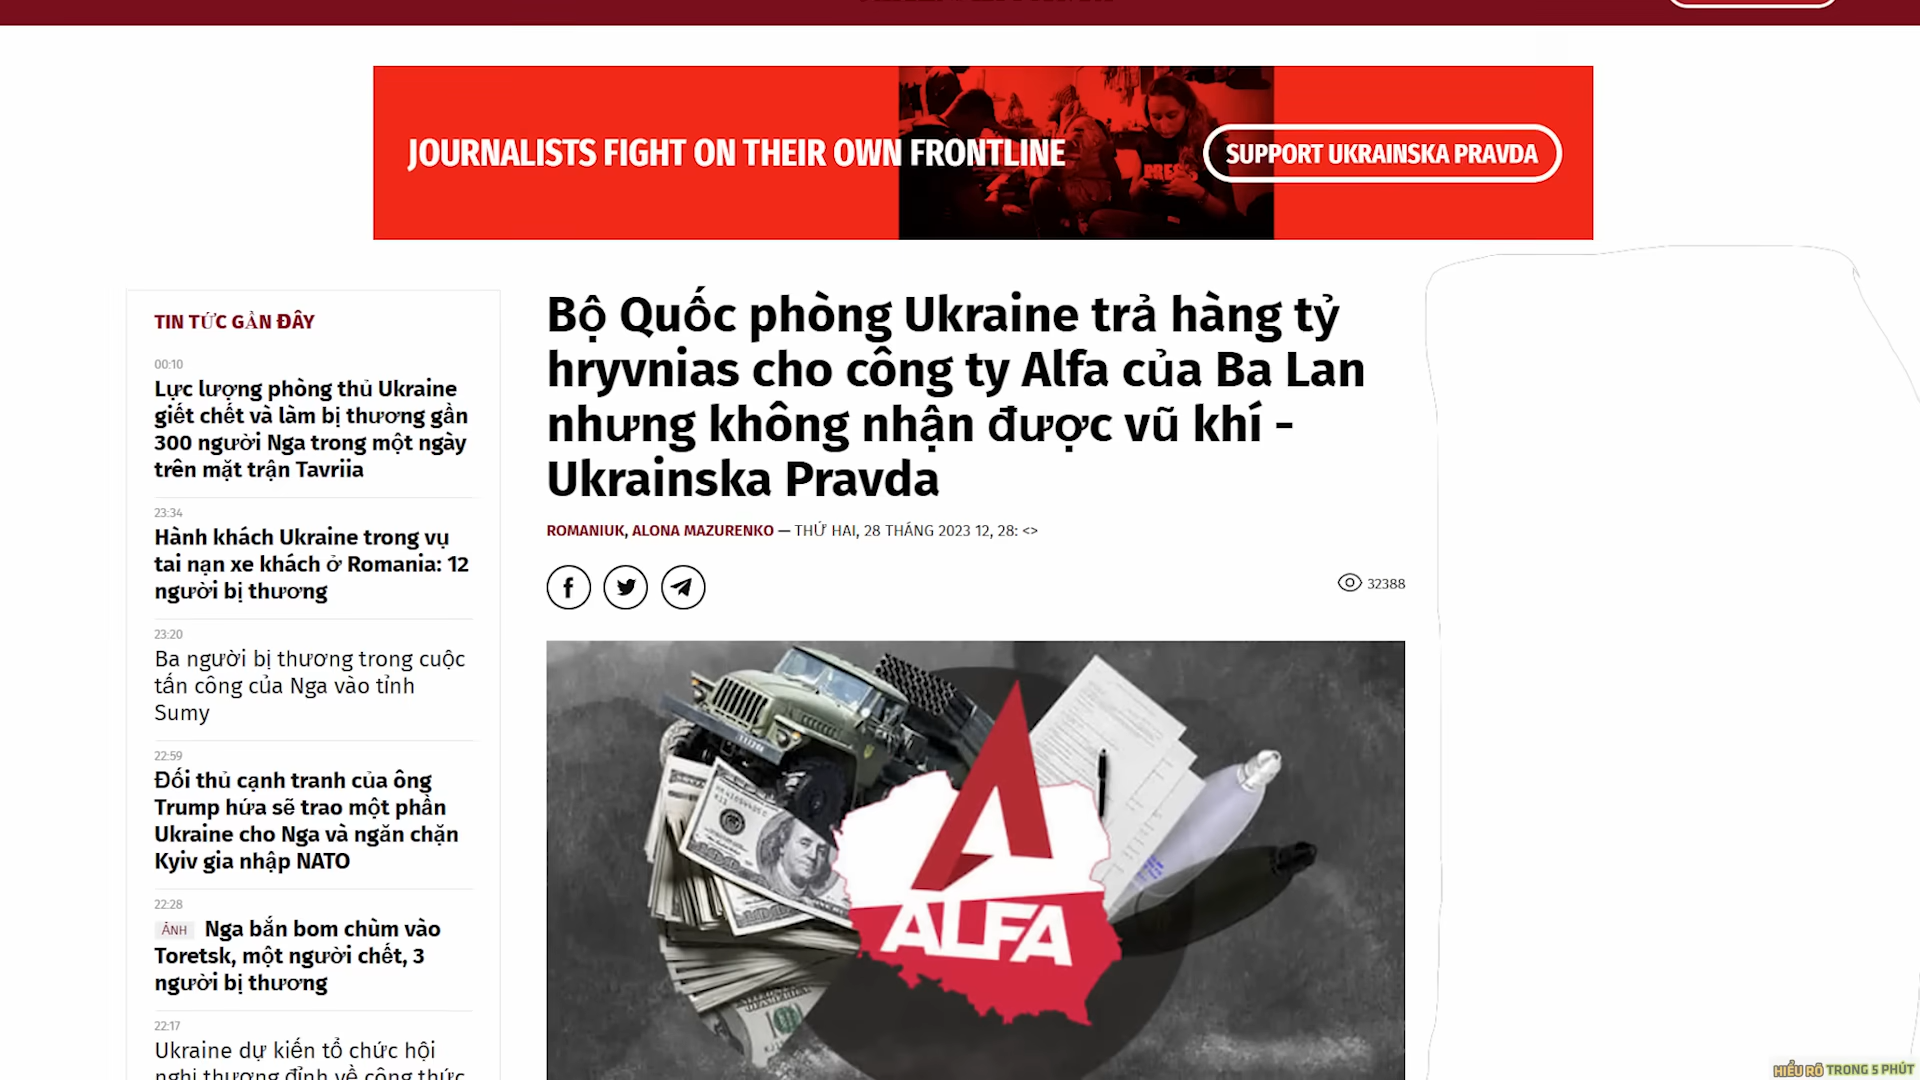 JOURNALISTS FIGHT ON THEIR OWN FRONTLINE
PRESS
SUPPORT UKRAINSKA PRAVDA
TIN TỨC GẦN ĐÂY
00:10
Lực lượng phòng thủ Ukraine
giết chết và làm bị thương gần
300 người Nga trong một ngày
trên mặt trận Tavriia
23:34
Hành khách Ukraine trong vụ
tai nạn xe khách ở Romania: 12
người bị thương
23:20
Ba người bị thương trong cuộc
tấn công của Nga vào tỉnh
Sumy
22:59
Đối thủ cạnh tranh của ông
Trump hứa sẽ trao một phần
Ukraine cho Nga và ngăn chặn
Kyiv gia nhập NATO
22:28
ẢNH Nga bắn bom chùm vào
Toretsk, một người chết, 3
người bị thương
22:17
Ukraine dự kiến tổ chức hội
nghị thượng đỉnh về công thức
Bộ Quốc phòng Ukraine trả hàng tỷ
hryvnias cho công ty Alfa của Ba Lan
nhưng không nhận được vũ khí -
Ukrainska Pravda
ROMANIUK, ALONA MAZURENKO — THỨ HAI, 28 THÁNG 2023 12, 28: <>
32388
ALFA
HIỂU RÕ TRONG 5 PHÚT